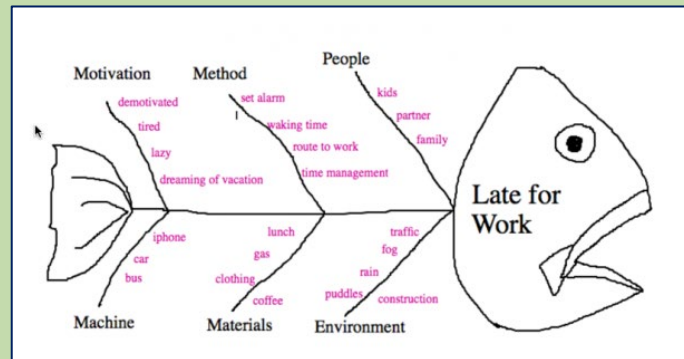 People
Motivation
Method
demotivated
tired
lazy
dreaming of vacation
set alarm
waking time
route to work
time management
kids
partner
family
Late for
Work
iphone
car
bus
lunch
gas
clothing
coffee
traffic
fog
rain
puddles
construction
Machine
Materials
Environment